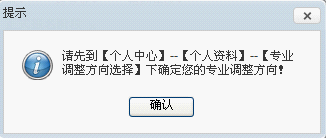 提示
请先到【个人中心】--【个人资料】--【专业
调整方向选择】下确定您的专业调整方向!
确认